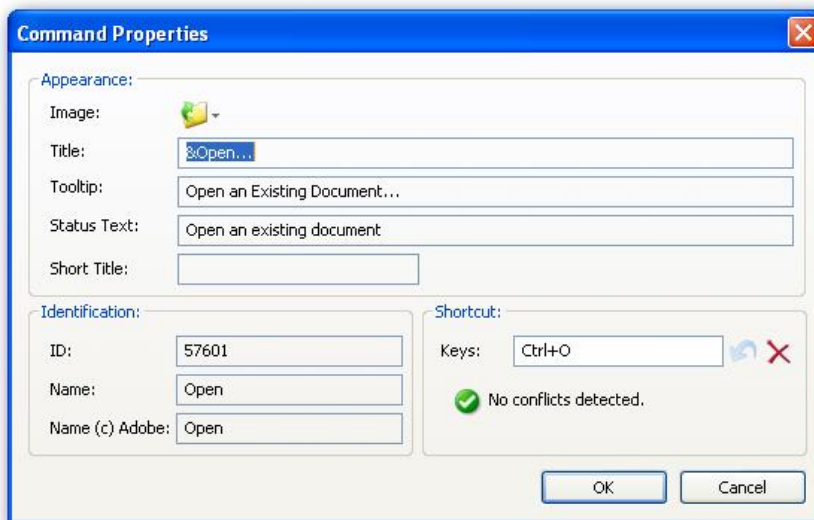 Command Properties
Appearance:
Image:
Title: &Open...
Tooltip: Open an Existing Document...
Status Text: Open an existing document
Short Title:
Identification:
ID: 57601
Name: Open
Name (c) Adobe: Open
Shortcut:
Keys: Ctrl+O
No conflicts detected.
OK Cancel